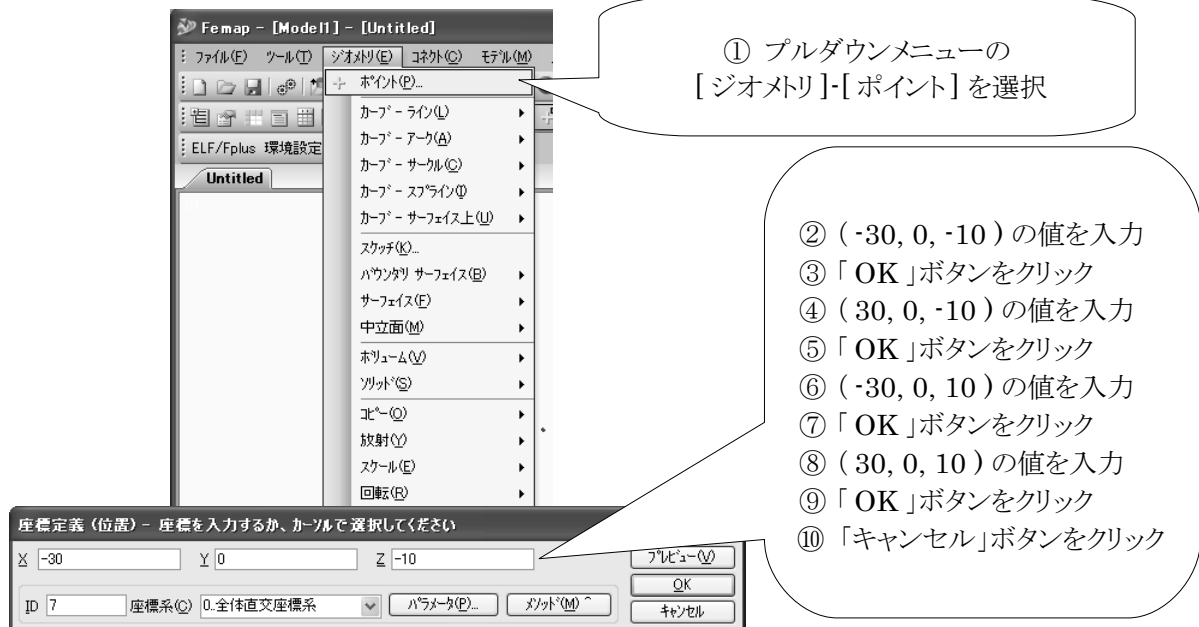 Femap - [Model1] - [Untitled]
ファイル(F) ツール(T) ジオメトリ(E) コネクト(C) モデル(M)
① プルダウンメニューの
[ジオメトリ]-[ポイント] を選択
ポイント(P)...
カーブ - ライン(L)
カーブ - アーク(A)
カーブ - サークル(C)
カーブ - スプライン(I)
カーブ - サーフェイス上(U)
スケッチ(K)...
バウンダリ サーフェイス(B)
サーフェイス(F)
中立面(M)
ボリューム(V)
ソリッド(S)
コピー(O)
放射(Y)
スケール(E)
回転(R)
ELF/Fplus 環境設定
Untitled
② ( -30, 0, -10 ) の値を入力
③「 OK 」ボタンをクリック
④ ( 30, 0, -10 ) の値を入力
⑤「 OK 」ボタンをクリック
⑥ ( -30, 0, 10 ) の値を入力
⑦「 OK 」ボタンをクリック
⑧ ( 30, 0, 10 ) の値を入力
⑨「 OK 」ボタンをクリック
⑩ 「キャンセル」ボタンをクリック
座標定義 (位置) - 座標を入力するか、カーソルで選択してください
X -30 Y 0 Z -10 プレビュー(V)
OK
ID 7 座標系(C) 0..全体直交座標系 パラメータ(P)... メソッド(M) ^ キャンセル